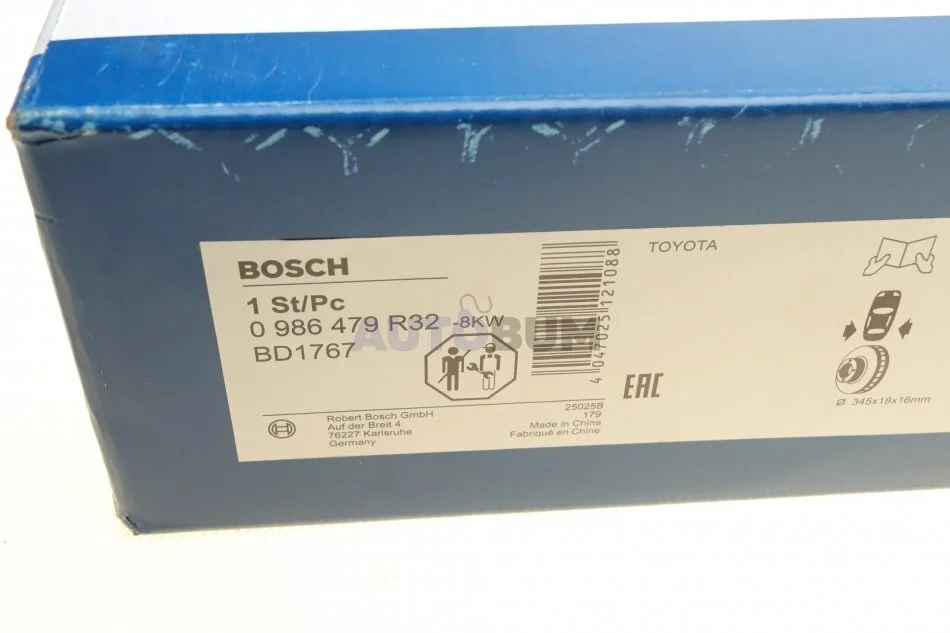 BOSCH
1 St/Pc
0 986 479 R32 -8KW
BD1767
AUTOBUM
Robert Bosch GmbH
Auf der Breit 4
76227 Karlsruhe
Germany
25025B
179
Made in China
Fabriqué en Chine
4 047025 121088
TOYOTA
EAC
Ø 345x18x16mm